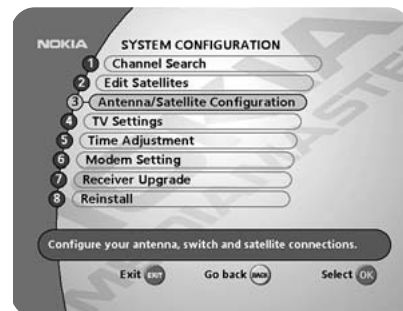 NOKIA
SYSTEM CONFIGURATION
1 Channel Search
2 Edit Satellites
3 Antenna/Satellite Configuration
4 TV Settings
5 Time Adjustment
6 Modem Setting
7 Receiver Upgrade
8 Reinstall
Configure your antenna, switch and satellite connections.
Exit EXIT Go back BACK Select OK
NOKIA
MEDIAMASTER